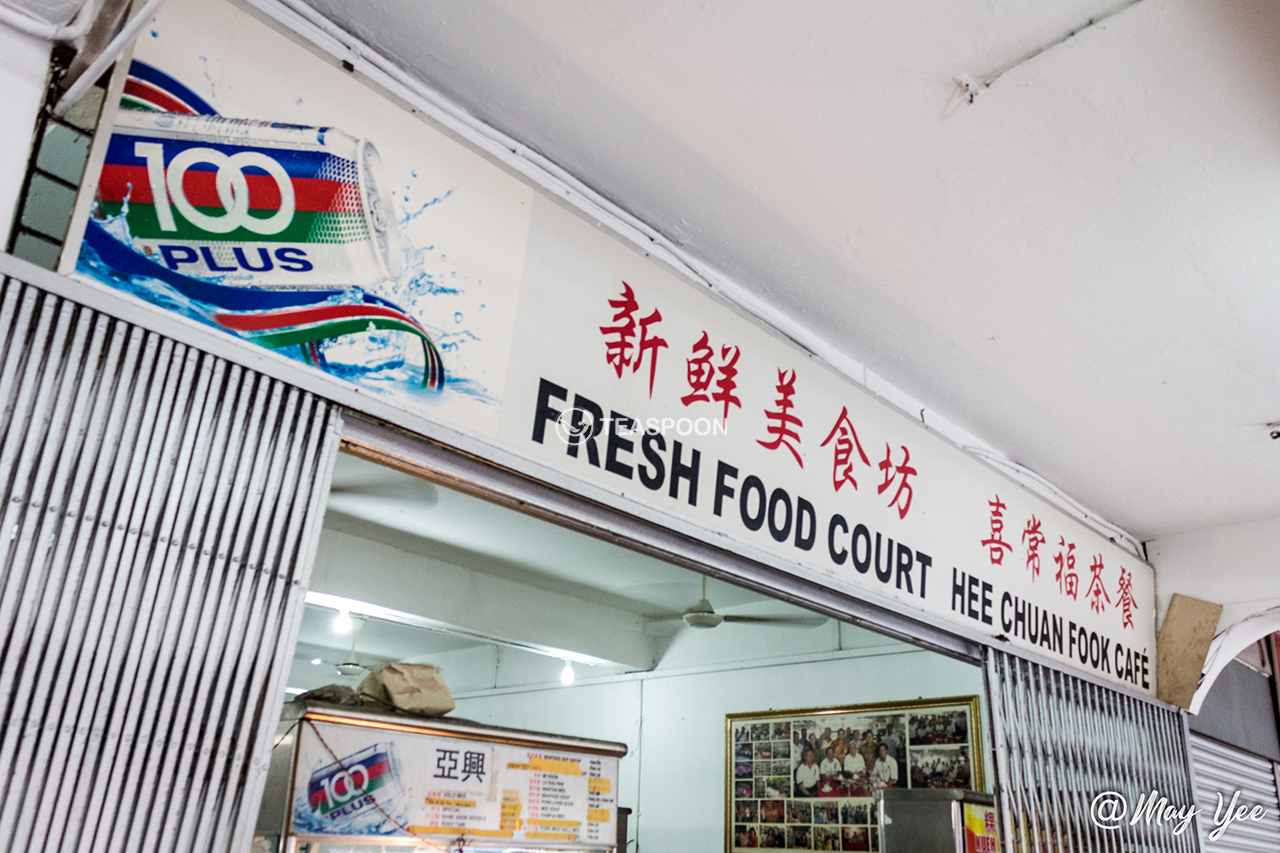 100
PLUS
新鮮美食坊 喜常福茶餐
FRESH FOOD COURT HEE CHUAN FOOK CAFÉ
TEASPOON
100
PLUS
亞興
@May Yee